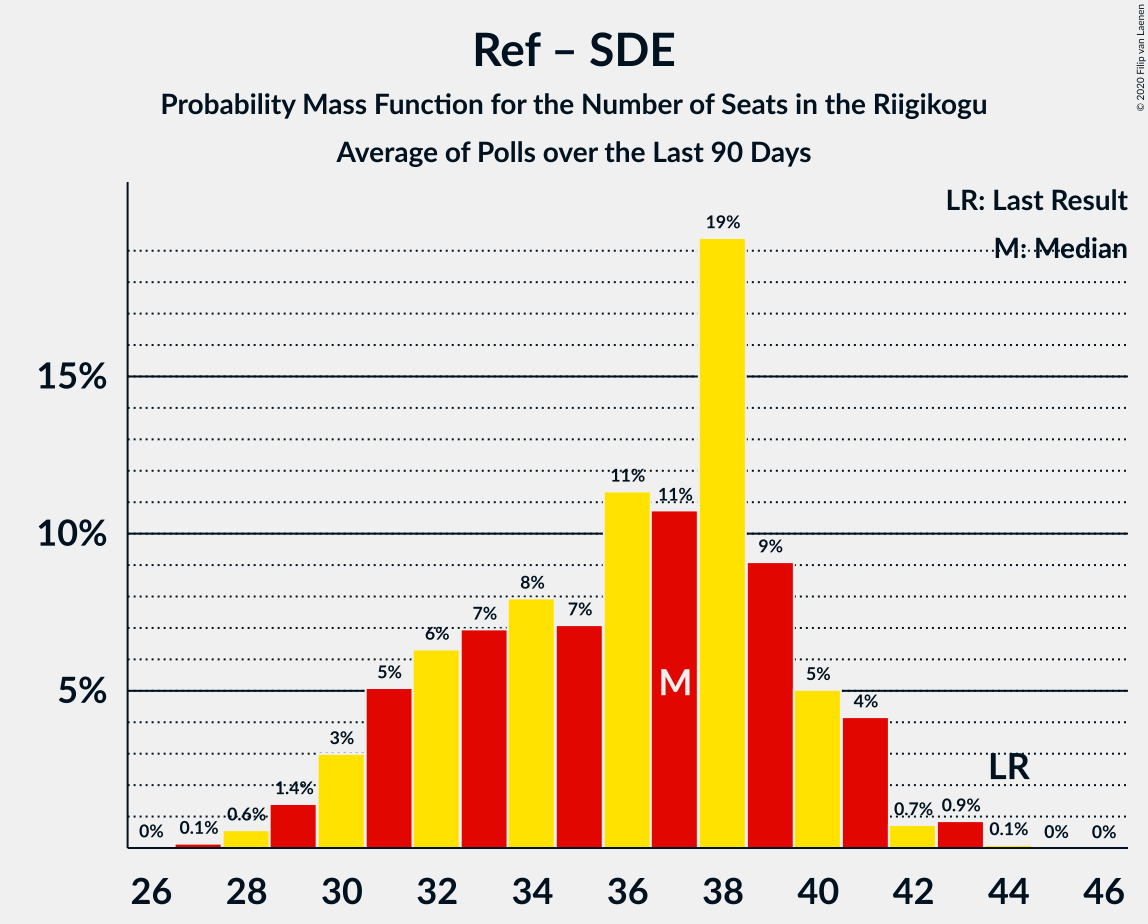 Ref – SDE
Probability Mass Function for the Number of Seats in the Riigikogu
Average of Polls over the Last 90 Days
© 2020 Filip van Laenen
LR: Last Result
M: Median
15%
10%
5%
0%
0.1%
0.6%
1.4%
3%
5%
6%
7%
8%
7%
11%
11%
19%
9%
5%
4%
0.7%
0.9%
0.1%
0%
0%
M
LR
26 28 30 32 34 36 38 40 42 44 46